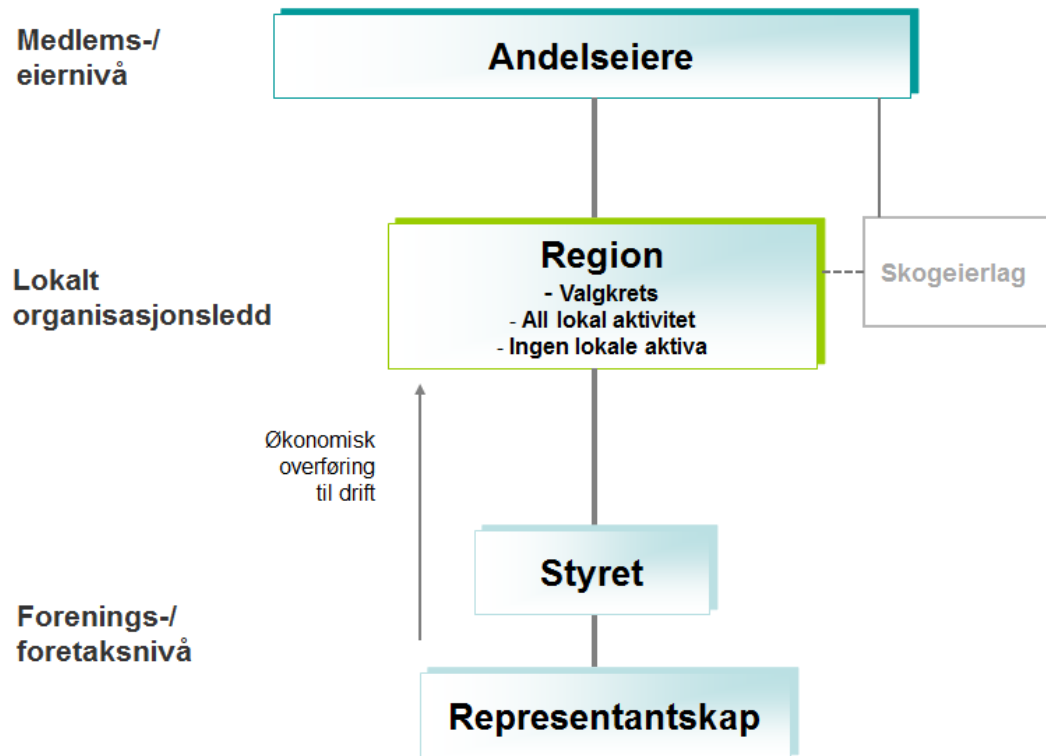 Medlems-/
eiernivå
Andelseiere
Lokalt
organisasjonsledd
Region
- Valgkrets
- All lokal aktivitet
- Ingen lokale aktiva
Skogeierlag
Økonomisk
overføring
til drift
Forenings-/
foretaksnivå
Styret
Representantskap